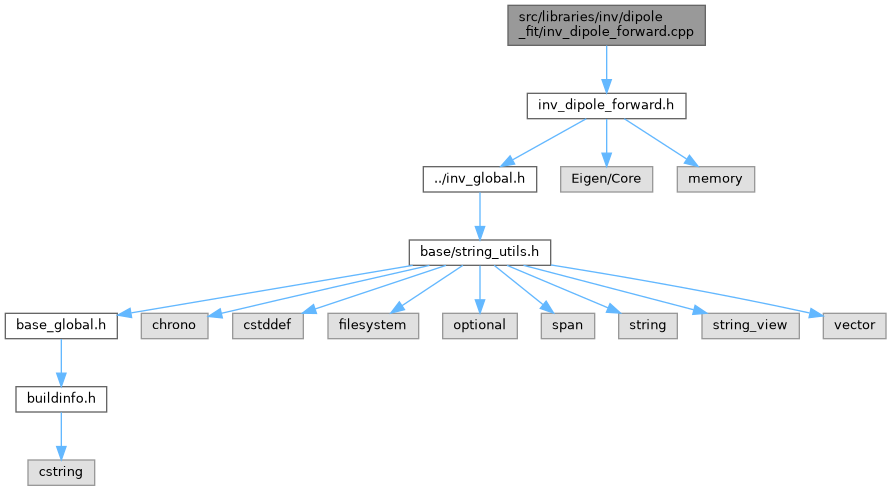 src/libraries/inv/dipole
_fit/inv_dipole_forward.cpp
inv_dipole_forward.h
../inv_global.h
Eigen/Core
memory
base/string_utils.h
base_global.h
chrono
cstddef
filesystem
optional
span
string
string_view
vector
buildinfo.h
cstring